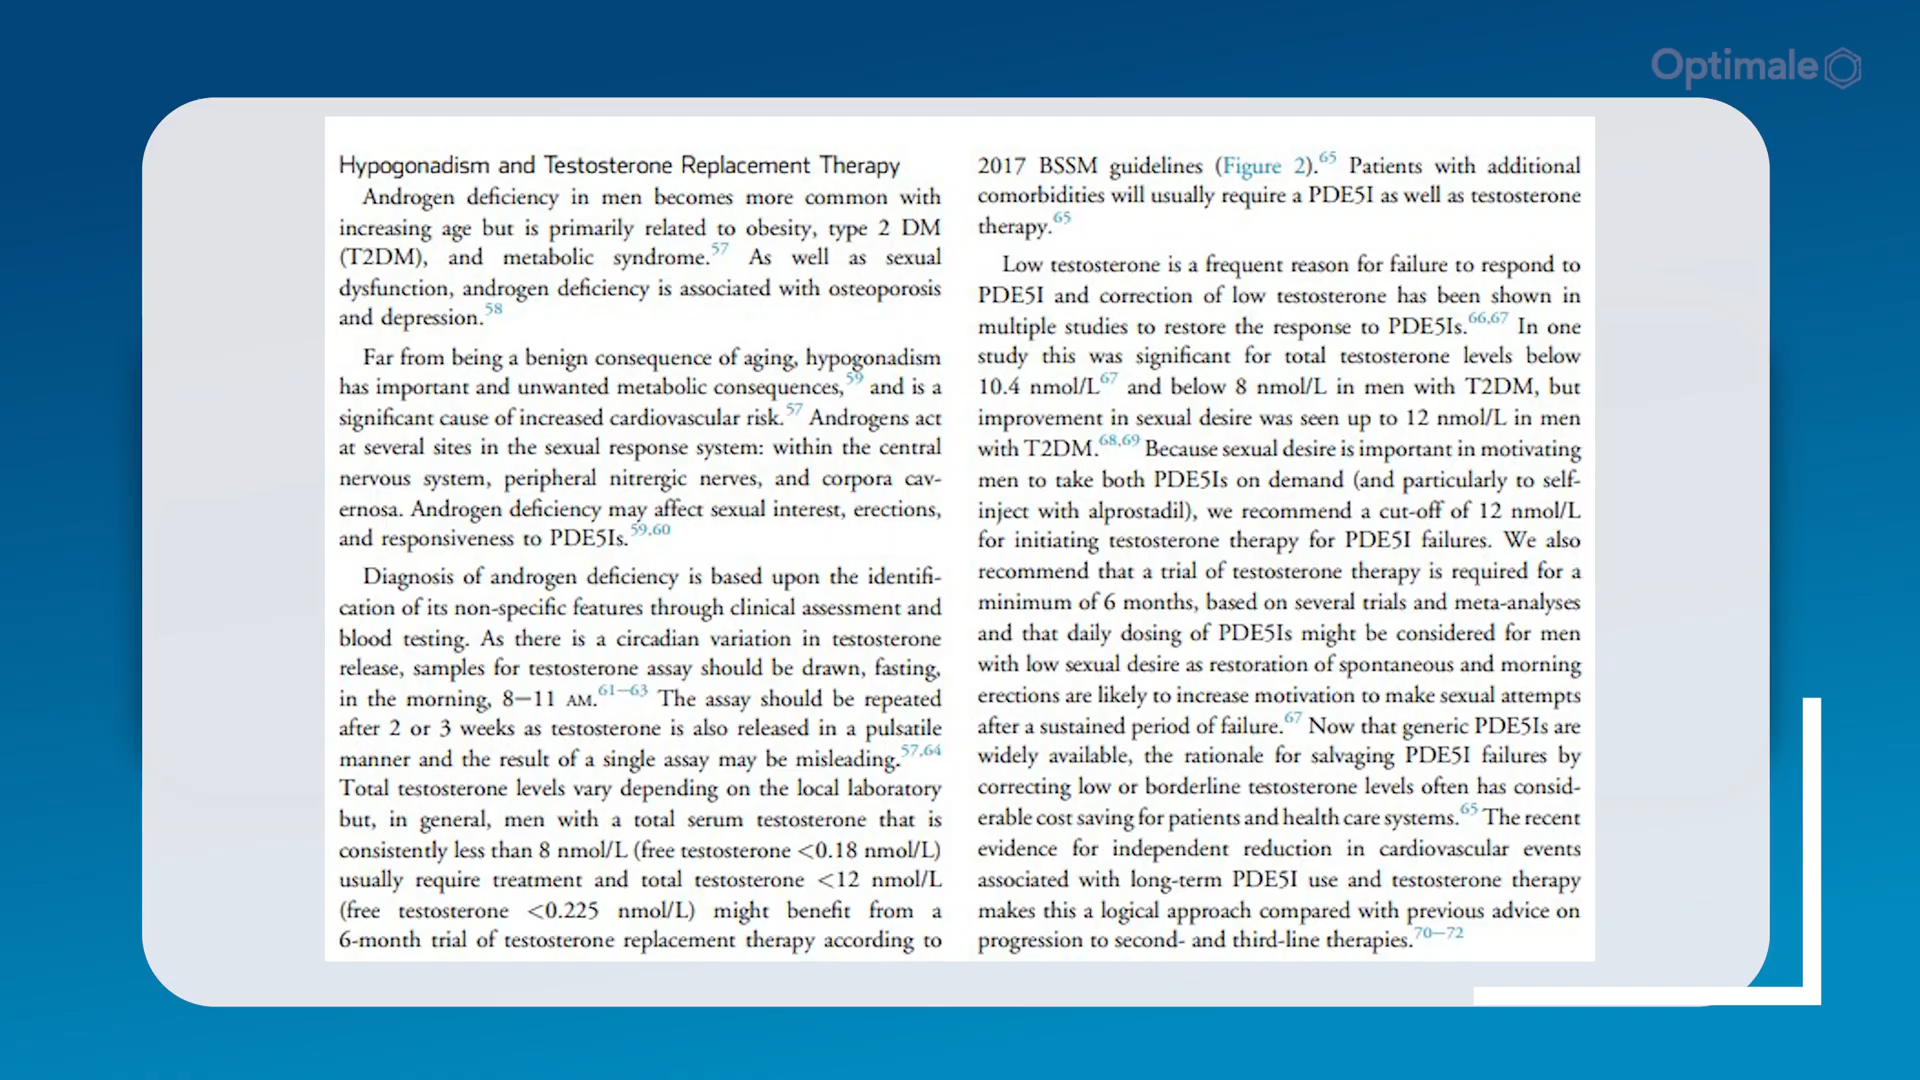 Optimale
Hypogonadism and Testosterone Replacement Therapy
Androgen deficiency in men becomes more common with
increasing age but is primarily related to obesity, type 2 DM
(T2DM), and metabolic syndrome.57 As well as sexual
dysfunction, androgen deficiency is associated with osteoporosis
and depression.58
Far from being a benign consequence of aging, hypogonadism
has important and unwanted metabolic consequences,59 and is a
significant cause of increased cardiovascular risk.57 Androgens act
at several sites in the sexual response system: within the central
nervous system, peripheral nitrergic nerves, and corpora cav-
ernosa. Androgen deficiency may affect sexual interest, erections,
and responsiveness to PDE5Is.59,60
Diagnosis of androgen deficiency is based upon the identifi-
cation of its non-specific features through clinical assessment and
blood testing. As there is a circadian variation in testosterone
release, samples for testosterone assay should be drawn, fasting,
in the morning, 8–11 AM.61–63 The assay should be repeated
after 2 or 3 weeks as testosterone is also released in a pulsatile
manner and the result of a single assay may be misleading.57,64
Total testosterone levels vary depending on the local laboratory
but, in general, men with a total serum testosterone that is
consistently less than 8 nmol/L (free testosterone <0.18 nmol/L)
usually require treatment and total testosterone <12 nmol/L
(free testosterone <0.225 nmol/L) might benefit from a
6-month trial of testosterone replacement therapy according to
2017 BSSM guidelines (Figure 2).65 Patients with additional
comorbidities will usually require a PDE5I as well as testosterone
therapy.65
Low testosterone is a frequent reason for failure to respond to
PDE5I and correction of low testosterone has been shown in
multiple studies to restore the response to PDE5Is.66,67 In one
study this was significant for total testosterone levels below
10.4 nmol/L67 and below 8 nmol/L in men with T2DM, but
improvement in sexual desire was seen up to 12 nmol/L in men
with T2DM.68,69 Because sexual desire is important in motivating
men to take both PDE5Is on demand (and particularly to self-
inject with alprostadil), we recommend a cut-off of 12 nmol/L
for initiating testosterone therapy for PDE5I failures. We also
recommend that a trial of testosterone therapy is required for a
minimum of 6 months, based on several trials and meta-analyses
and that daily dosing of PDE5Is might be considered for men
with low sexual desire as restoration of spontaneous and morning
erections are likely to increase motivation to make sexual attempts
after a sustained period of failure.67 Now that generic PDE5Is are
widely available, the rationale for salvaging PDE5I failures by
correcting low or borderline testosterone levels often has consid-
erable cost saving for patients and health care systems.65 The recent
evidence for independent reduction in cardiovascular events
associated with long-term PDE5I use and testosterone therapy
makes this a logical approach compared with previous advice on
progression to second- and third-line therapies.70–72